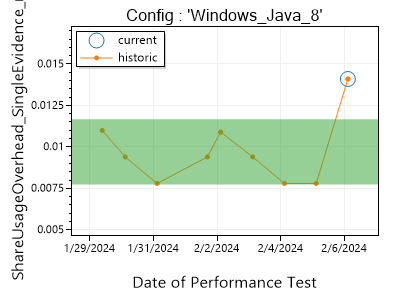 Config : 'Windows_Java_8'
current
historic
0.015
0.0125
0.01
0.0075
0.005
ShareUsageOverhead_SingleEvidence_
1/29/2024
1/31/2024
2/2/2024
2/4/2024
2/6/2024
Date of Performance Test